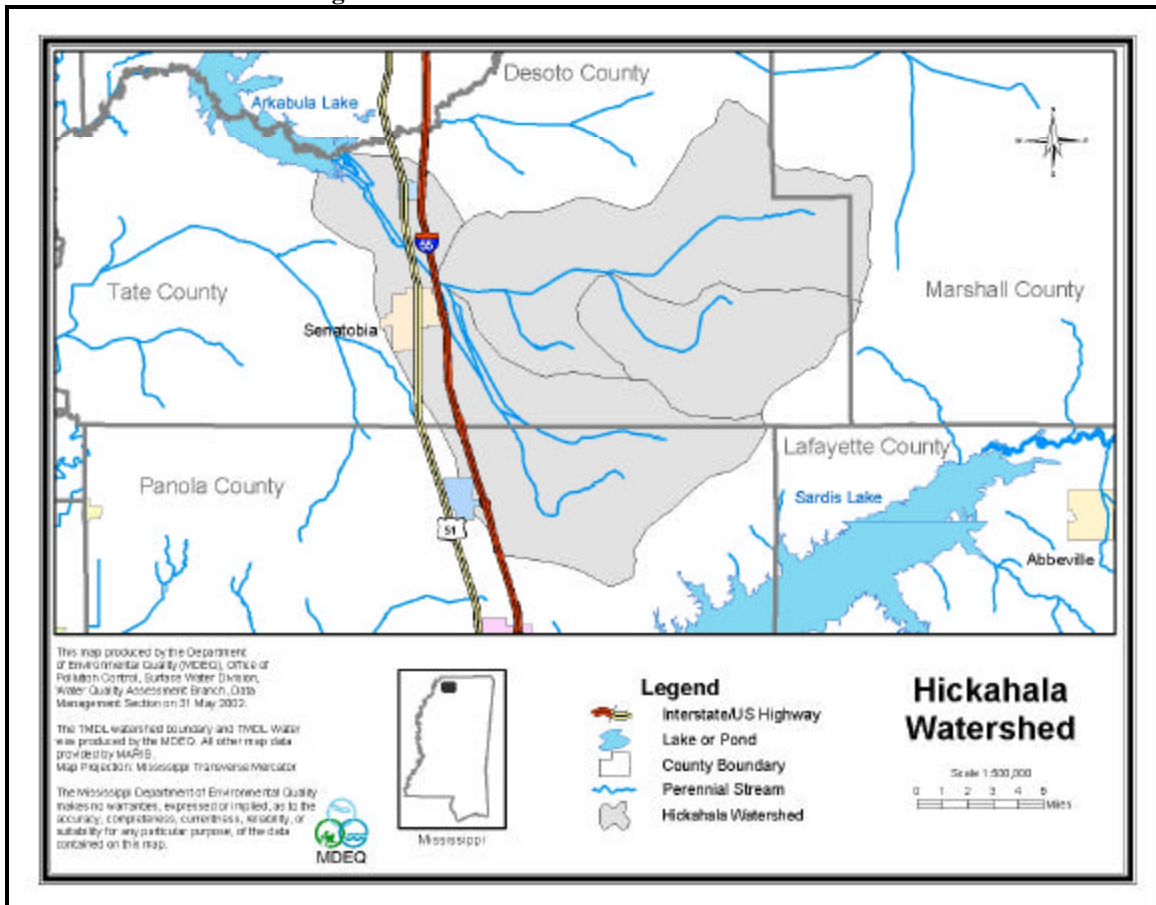 Desoto County
Arkabula Lake
N
W
E
S
55
Tate County
Marshall County
Senatobia
Lafayette County
Panola County
Sardis Lake
51
Abbeville
This map produced by the Department
of Environmental Quality (MDEQ), Office of
Pollution Control, Surface Water Division,
Water Quality Assessment Branch, Data
Management Section on 31 May 2002.
The TMDL watershed boundary and TMDL Water
was produced by the MDEQ. All other map data
provided by MARIS.
Map Projection: Mississippi Transverse Mercator
The Mississippi Department of Environmental Quality
makes no warranties, expressed or implied, as to the
accuracy, completeness, currentness, reliability, or
suitability for any particular purpose, of the data
contained on this map.
MDEQ
Mississippi
Legend
Interstate/US Highway
Lake or Pond
County Boundary
Perennial Stream
Hickahala Watershed
Hickahala
Watershed
Scale 1:500,000
0 1 2 3 4 5
Miles